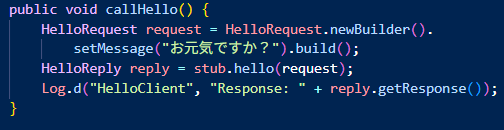 public void callHello() {
HelloRequest request = HelloRequest.newBuilder().
setMessage("お元気ですか？").build();
HelloReply reply = stub.hello(request);
Log.d("HelloClient", "Response: " + reply.getResponse());
}